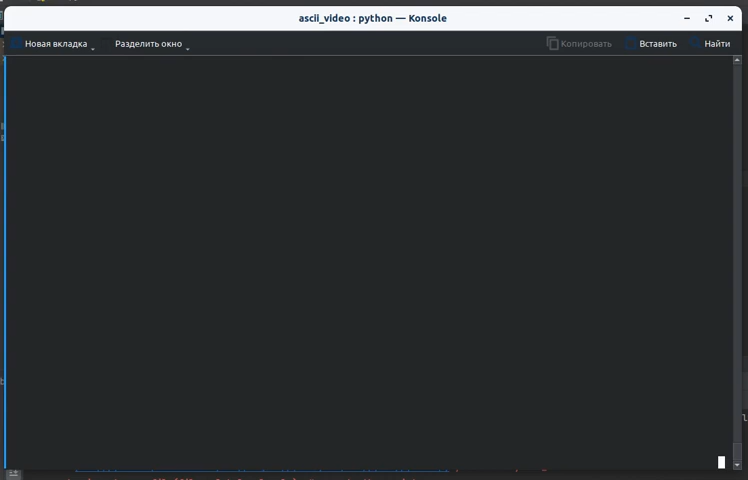 ascii_video : python — Konsole
Новая вкладка
Разделить окно
Копировать
Вставить
Найти